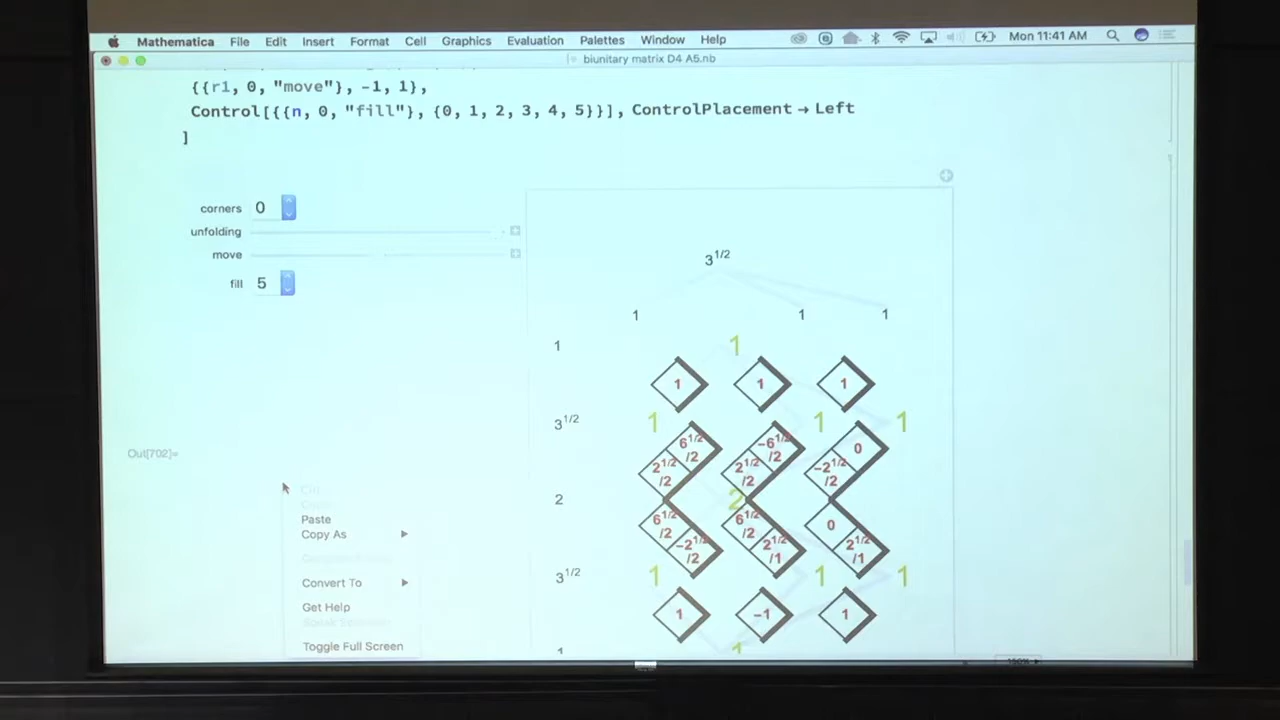 Mathematica File Edit Insert Format Cell Graphics Evaluation Palettes Window Help Mon 11:41 AM
biunitary matrix D4 A5.nb
{{r1, 0, "move"}, -1, 1},
Control[{{n, 0, "fill"}, {0, 1, 2, 3, 4, 5}}], ControlPlacement → Left
]
corners 0
unfolding
move
fill 5
3^1/2
1 1 1
1 1
1 1 1
3^1/2 1 1 1
6^1/2/2 -6^1/2/2 0
2^1/2/2 2^1/2/2 -2^1/2/2
Out[702]=
2 2
6^1/2/2 6^1/2/2 0
-2^1/2/2 2^1/2/1 2^1/2/1
3^1/2 1 1 1
1 -1 1
1 1
Paste
Copy As
Convert To
Get Help
Toggle Full Screen